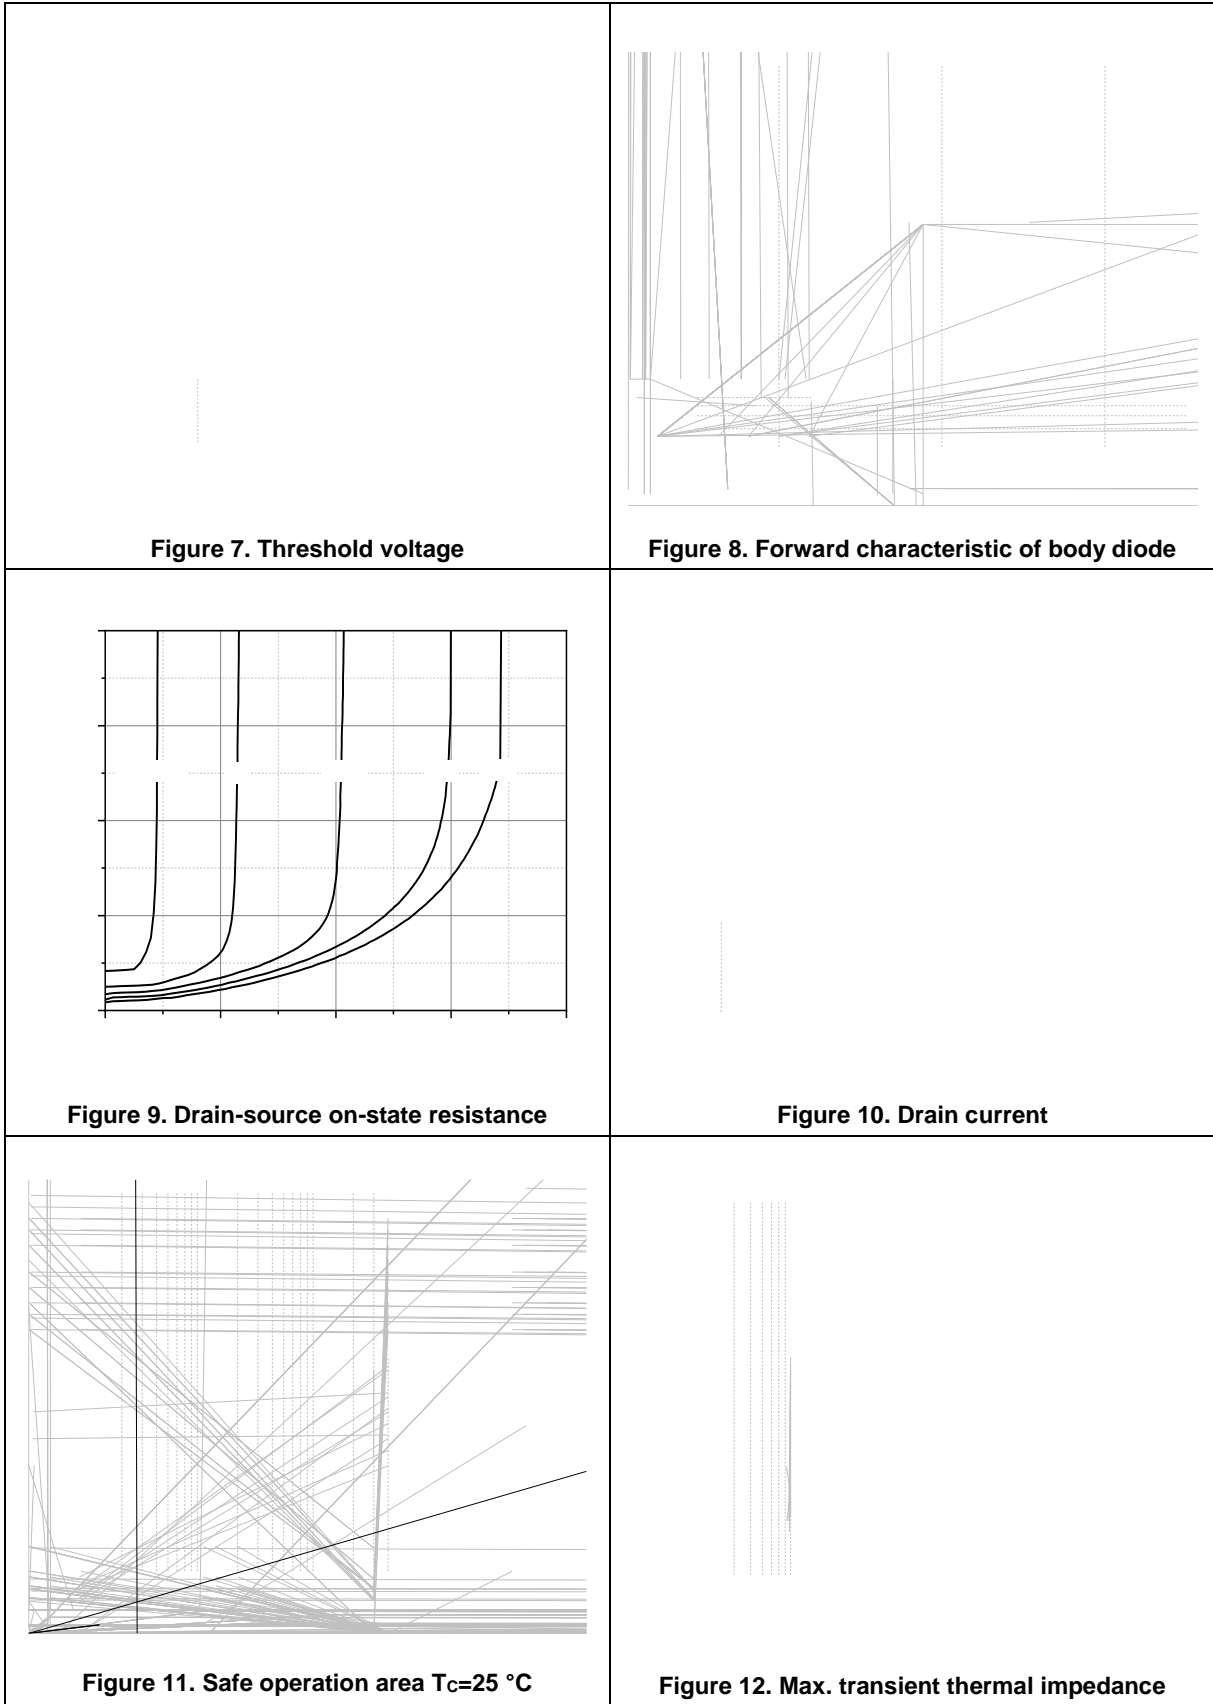 Figure 7. Threshold voltage
Figure 8. Forward characteristic of body diode
Figure 9. Drain-source on-state resistance
Figure 10. Drain current
Figure 11. Safe operation area TC=25 °C
Figure 12. Max. transient thermal impedance